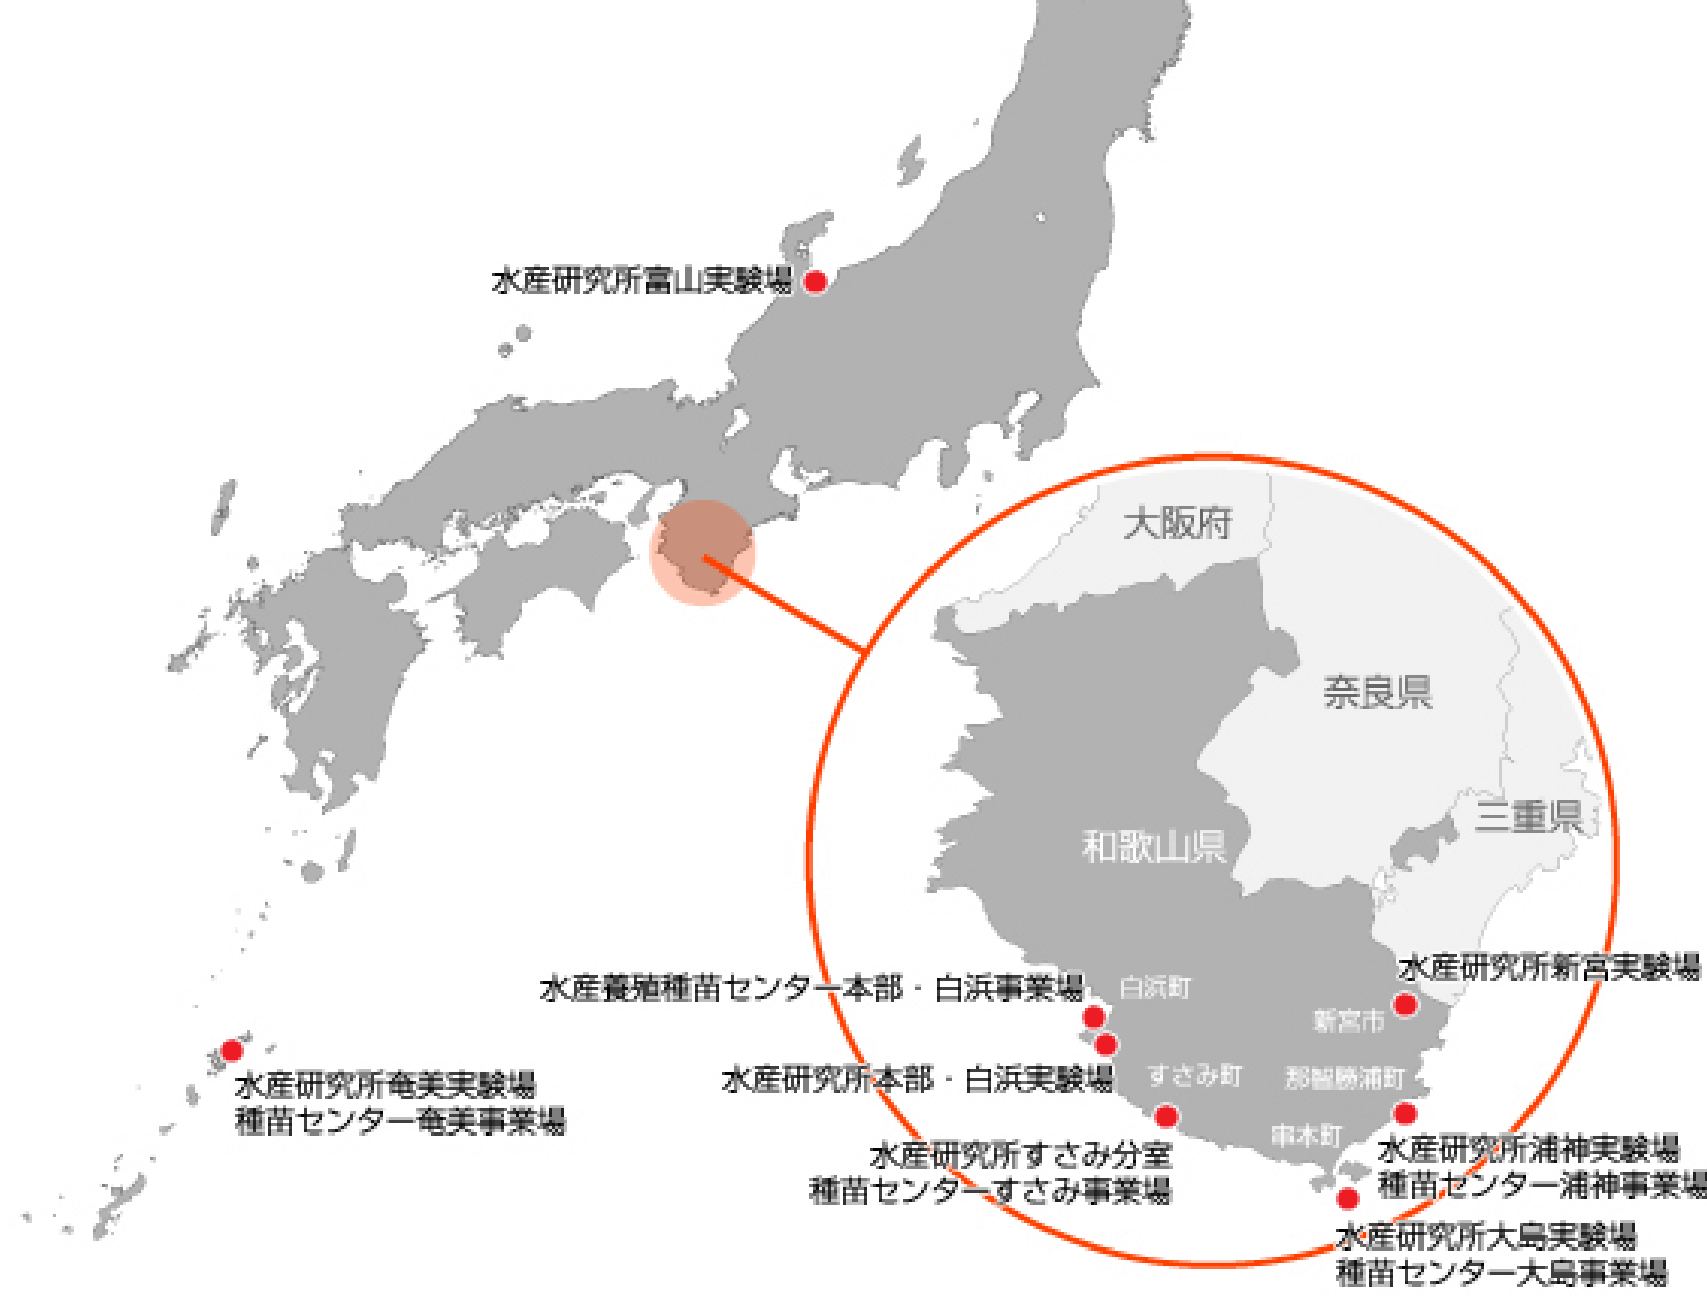 水産研究所富山実験場
大阪府
奈良県
三重県
和歌山県
水産研究所新宮実験場
水産養殖種苗センター本部・白浜事業場
白浜町
新宮市
水産研究所本部・白浜実験場
すさみ町
那智勝浦町
水産研究所奄美実験場
種苗センター奄美事業場
串本町
水産研究所すさみ分室
種苗センターすさみ事業場
水産研究所浦神実験場
種苗センター浦神事業場
水産研究所大島実験場
種苗センター大島事業場